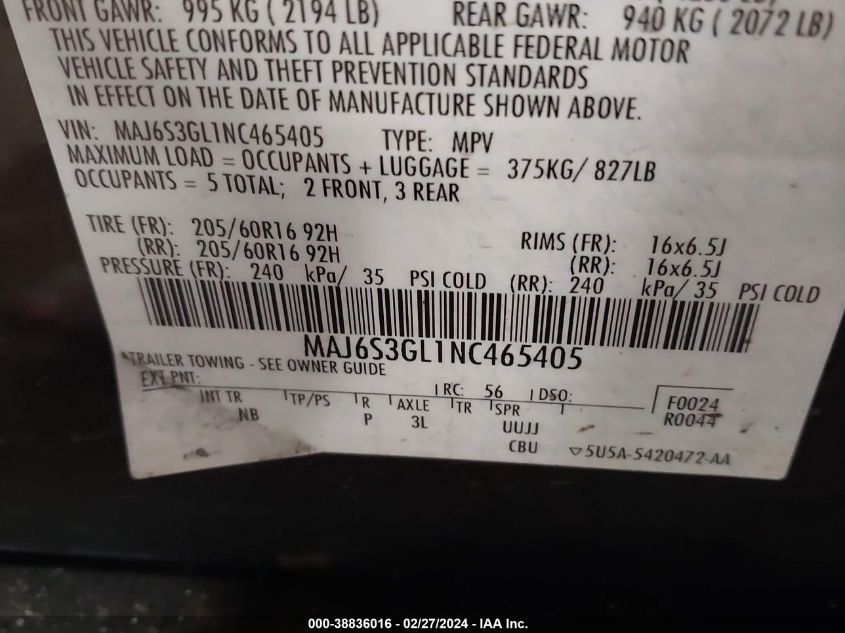 FRONT GAWR: 995 KG ( 2194 LB) REAR GAWR: 940 KG ( 2072 LB)
THIS VEHICLE CONFORMS TO ALL APPLICABLE FEDERAL MOTOR
VEHICLE SAFETY AND THEFT PREVENTION STANDARDS
IN EFFECT ON THE DATE OF MANUFACTURE SHOWN ABOVE.
VIN: MAJ6S3GL1NC465405 TYPE: MPV
MAXIMUM LOAD = OCCUPANTS + LUGGAGE = 375KG/ 827LB
OCCUPANTS = 5 TOTAL; 2 FRONT, 3 REAR
TIRE (FR): 205/60R16 92H RIMS (FR): 16x6.5J
(RR): 205/60R16 92H (RR): 16x6.5J
PRESSURE (FR): 240 kPa/ 35 PSI COLD (RR): 240 kPa/ 35 PSI COLD
MAJ6S3GL1NC465405
TRAILER TOWING - SEE OWNER GUIDE
EXT PNT: RC: 56 DSO:
INT TR TP/PS R AXLE TR SPR F0024
NB P 3L UUJJ R0044
CBU 5U5A-5420472-AA
000-38836016 - 02/27/2024 - IAA Inc.